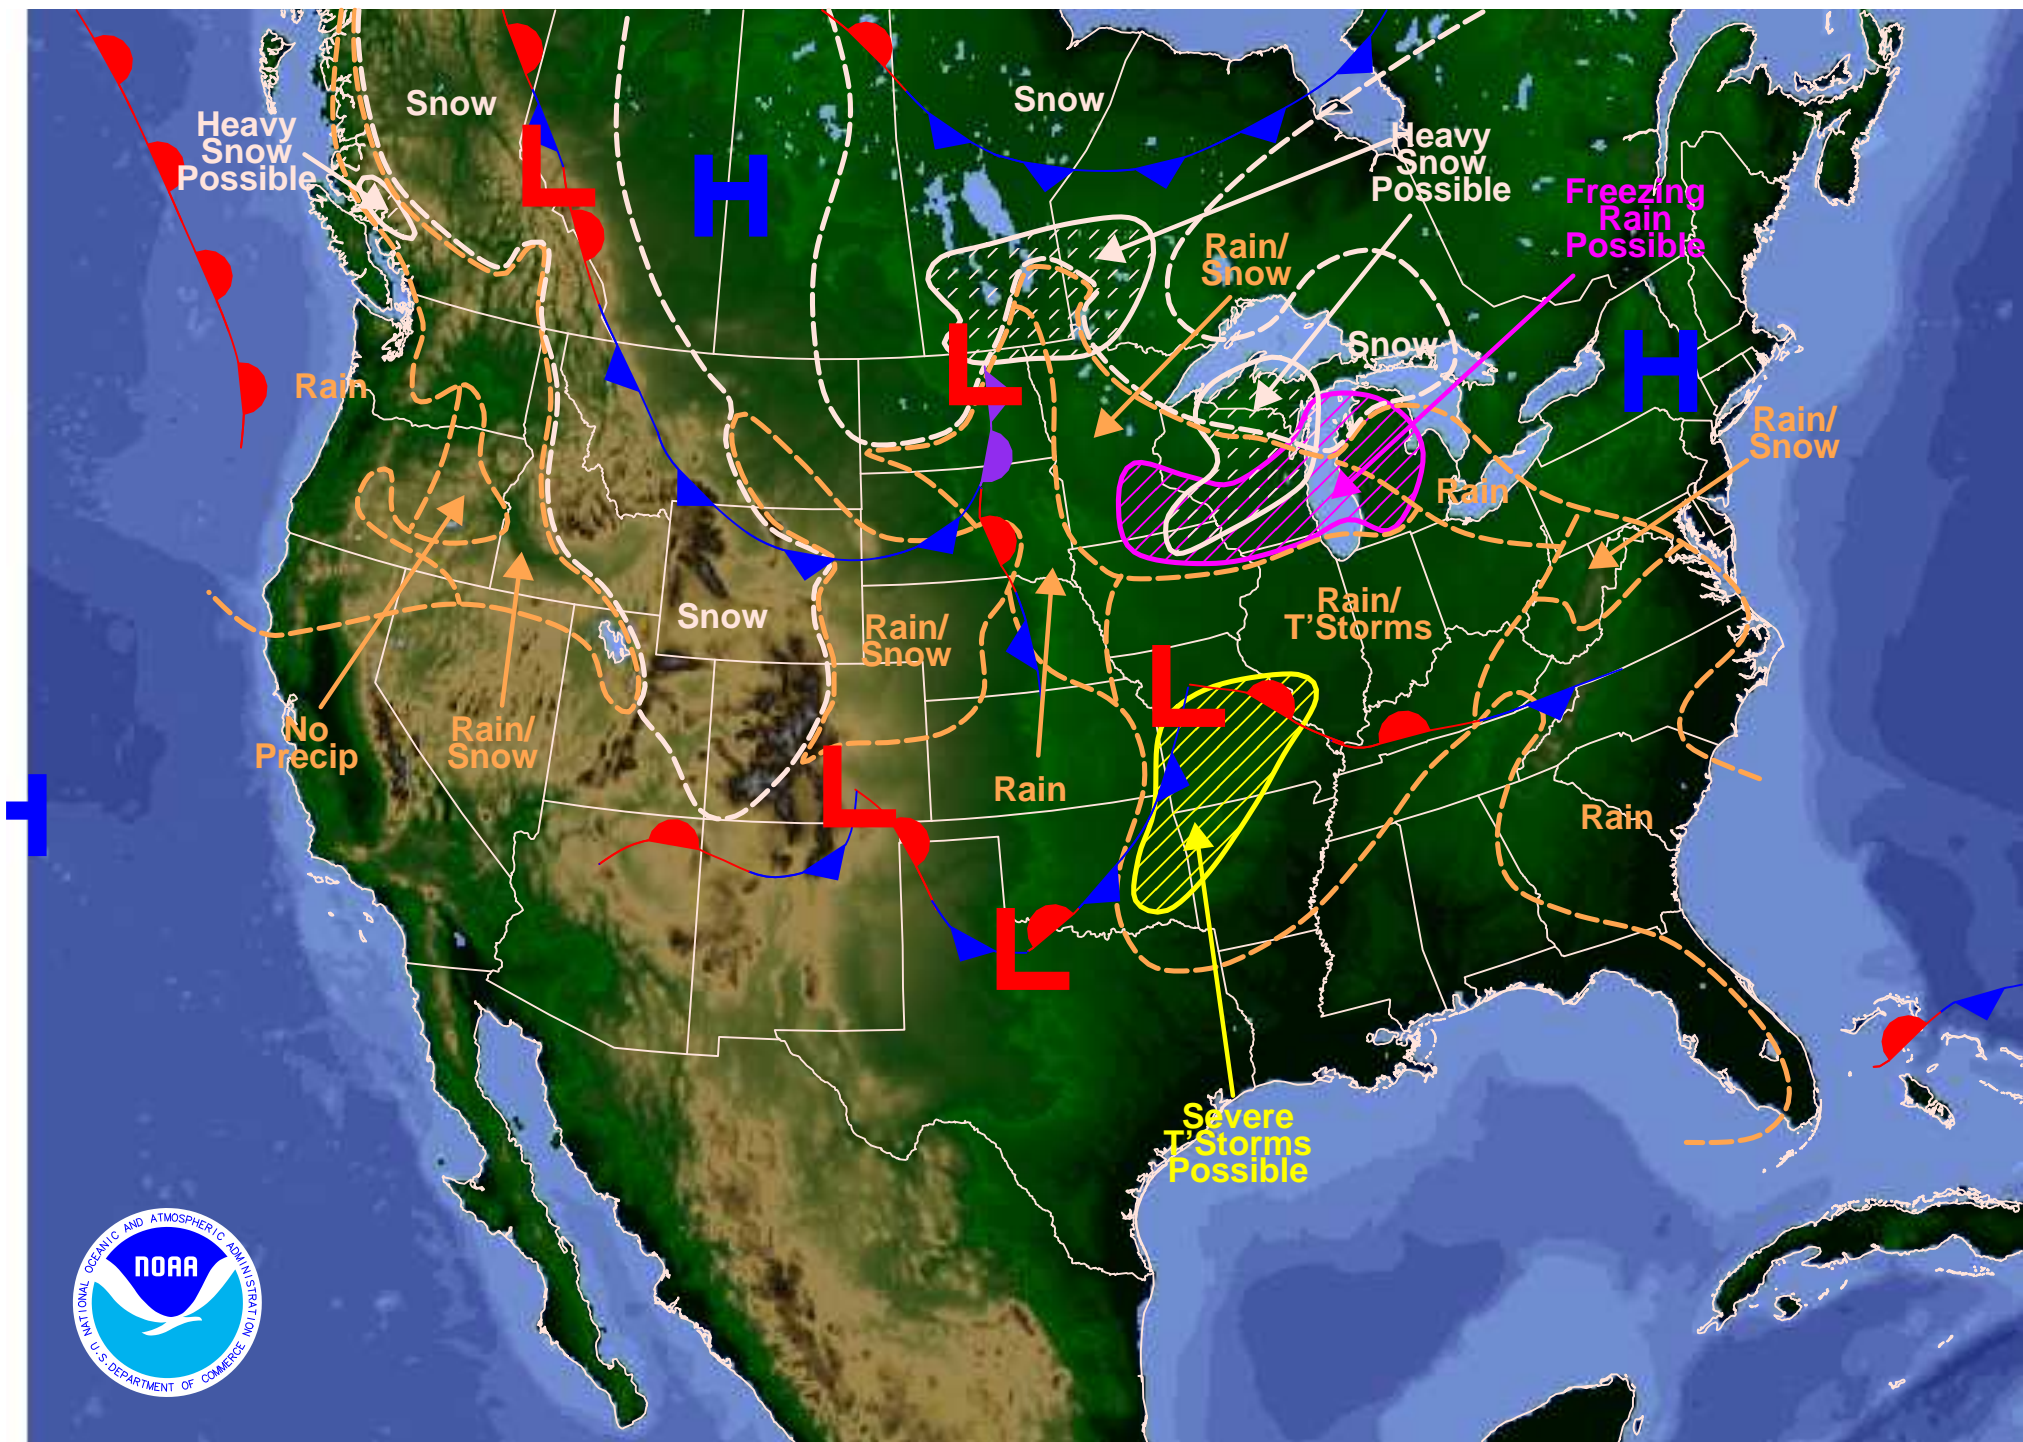 Snow
Snow
Heavy
Snow
Possible
Heavy
Snow
Possible
Freezing
Rain
Possible
Rain/
Snow
Snow
Rain
Rain/
Snow
Rain
Snow
Rain/
Snow
Rain/
T'Storms
No
Precip
Rain/
Snow
Rain
Rain
Severe
T'Storms
Possible
H
H
L
L
L
L
L
NATIONAL OCEANIC AND ATMOSPHERIC ADMINISTRATION
U.S. DEPARTMENT OF COMMERCE
NOAA